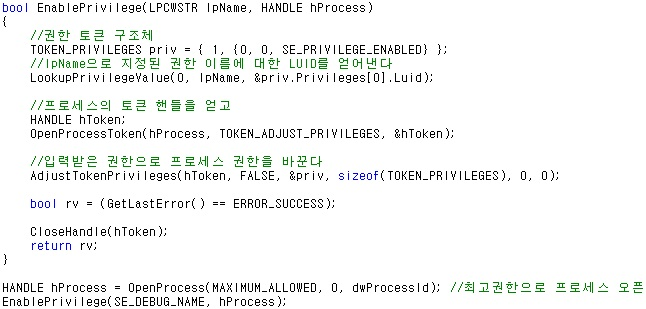 bool EnablePrivilege(LPCWSTR lpName, HANDLE hProcess)
{
    //권한 토큰 구조체
    TOKEN_PRIVILEGES priv = { 1, {0, 0, SE_PRIVILEGE_ENABLED} };
    //lpName으로 지정된 권한 이름에 대한 LUID를 얻어낸다
    LookupPrivilegeValue(0, lpName, &priv.Privileges[0].Luid);

    //프로세스의 토큰 핸들을 얻고
    HANDLE hToken;
    OpenProcessToken(hProcess, TOKEN_ADJUST_PRIVILEGES, &hToken);

    //입력받은 권한으로 프로세스 권한을 바꾼다
    AdjustTokenPrivileges(hToken, FALSE, &priv, sizeof(TOKEN_PRIVILEGES), 0, 0);

    bool rv = (GetLastError() == ERROR_SUCCESS);

    CloseHandle(hToken);
    return rv;
}

HANDLE hProcess = OpenProcess(MAXIMUM_ALLOWED, 0, dwProcessId); //최고권한으로 프로세스 오픈
EnablePrivilege(SE_DEBUG_NAME, hProcess);